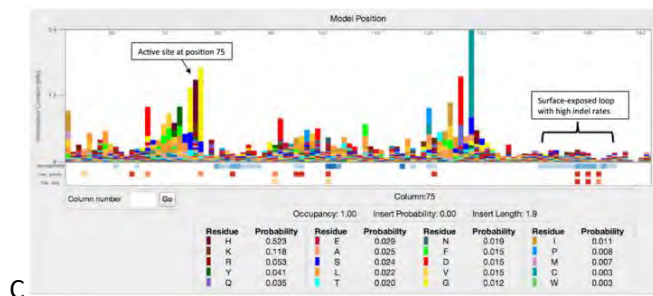 Model Position
Active site at position 75
Surface-exposed loop
with high indel rates
Column number Go
Column:75
Occupancy: 1.00 Insert Probability: 0.00 Insert Length: 1.9
Residue Probability Residue Probability Residue Probability Residue Probability
H 0.523 E 0.029 N 0.019 I 0.011
K 0.118 A 0.025 F 0.015 P 0.008
R 0.053 S 0.024 D 0.015 M 0.007
Y 0.041 L 0.022 V 0.015 C 0.003
Q 0.035 T 0.020 G 0.012 W 0.003
C